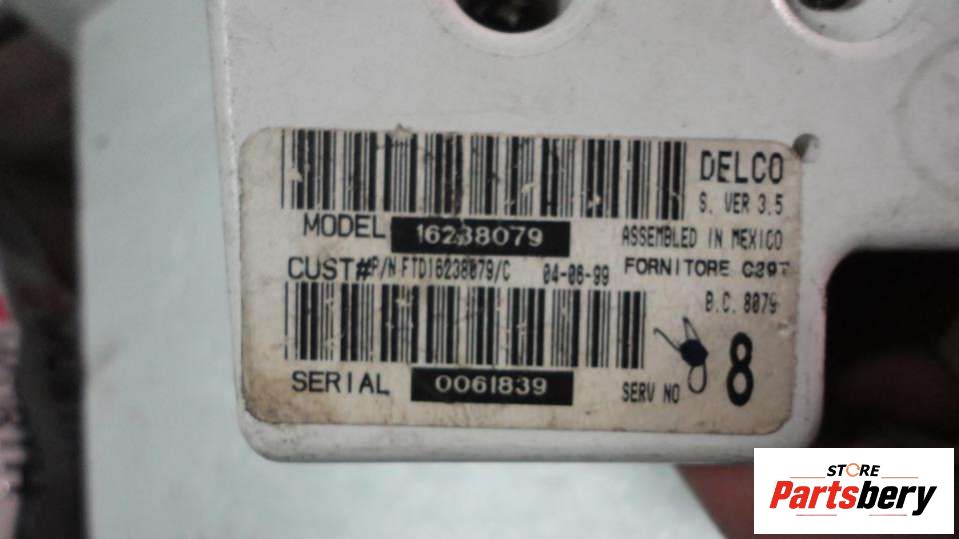 DELCO
S. VER 3.5
MODEL 16238079
ASSEMBLED IN MEXICO
CUST# P/N FTD16238079/C 04-06-99
FORNITORE
B.C. 8079
SERIAL 0061839
SERV NO 8
STORE
Partsbery